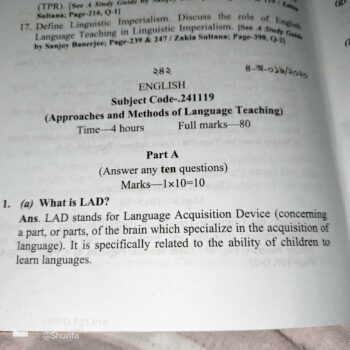 (TPR). [See A Study Guide by Sanjoy
Sultana; Page-216, Q-1]
17. Define Linguistic Imperialism. Discuss the role of English
Language Teaching in Linguistic Imperialism. [See A Study Guide
by Sanjoy Banerjee; Page-239 & 247 / Zakia Sultana; Page-398, Q-2]
২৪২
ENGLISH
Subject Code-.241119
(Approaches and Methods of Language Teaching)
Time—4 hours Full marks—80
Part A
(Answer any ten questions)
Marks—1×10=10
1. (a) What is LAD?
Ans. LAD stands for Language Acquisition Device (concerning
a part, or parts, of the brain which specialize in the acquisition of
language). It is specifically related to the ability of children to
learn languages.
OPPO F21 Pro
@Shorifa